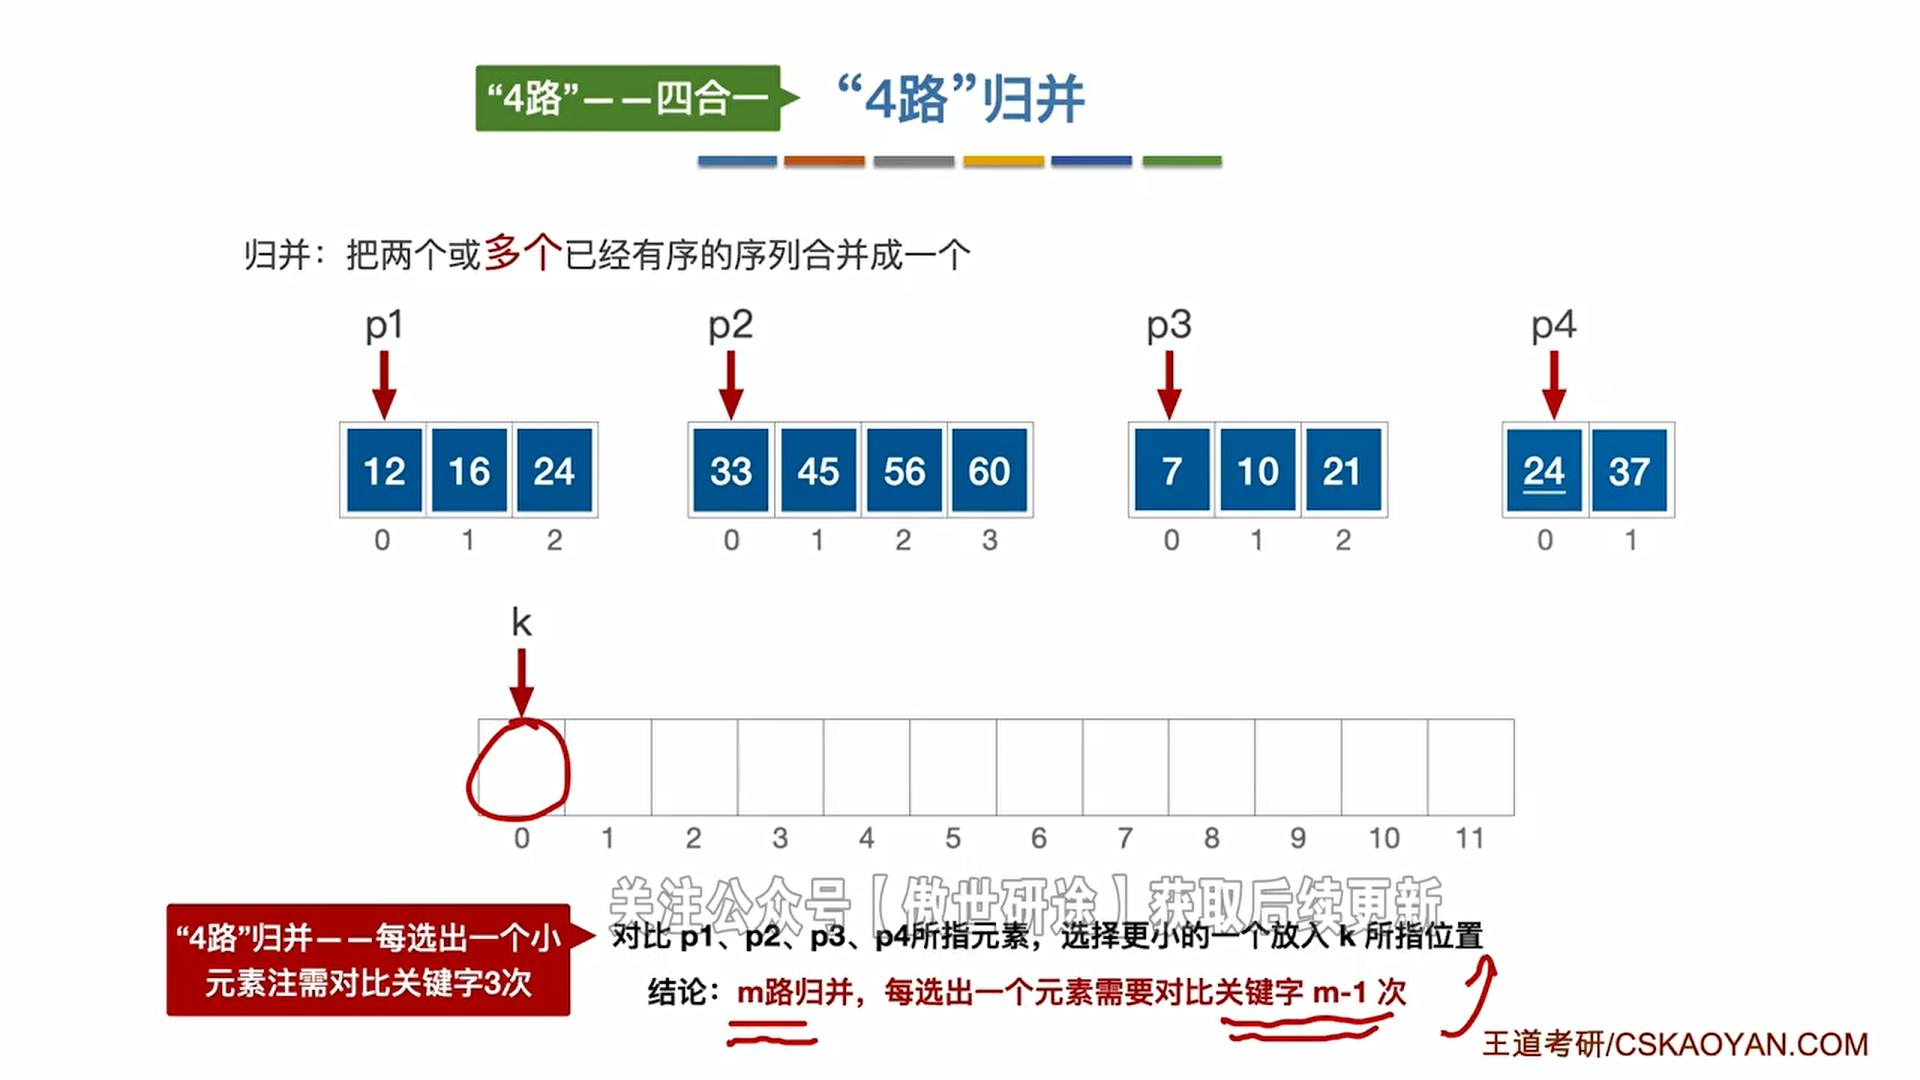 “4路”——四合一
“4路”归并
归并：把两个或多个已经有序的序列合并成一个
p1 p2 p3 p4
12 16 24 33 45 56 60 7 10 21 24 37
0 1 2 0 1 2 3 0 1 2 0 1
k
0 1 2 3 4 5 6 7 8 9 10 11
关注公众号【傲世研途】获取后续更新
“4路”归并——每选出一个小
元素注需对比关键字3次
对比 p1、p2、p3、p4所指元素，选择更小的一个放入 k 所指位置
结论：m路归并，每选出一个元素需要对比关键字 m-1 次
王道考研/CSKAOYAN.COM